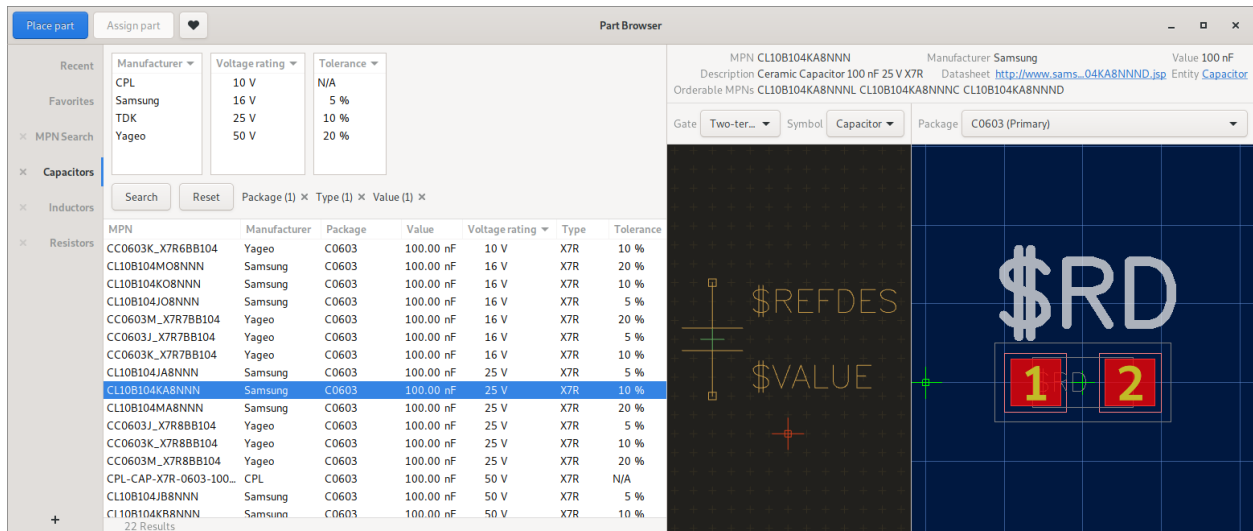 Place part Assign part Part Browser
Recent
Favorites
MPN Search
Capacitors
Inductors
Resistors
Manufacturer Voltage rating Tolerance
CPL 10 V N/A
Samsung 16 V 5 %
TDK 25 V 10 %
Yageo 50 V 20 %
Search Reset Package (1) × Type (1) × Value (1) ×
MPN Manufacturer Package Value Voltage rating Type Tolerance
CC0603K_X7R6BB104 Yageo C0603 100.00 nF 10 V X7R 10 %
CL10B104MO8NNN Samsung C0603 100.00 nF 16 V X7R 20 %
CL10B104KO8NNN Samsung C0603 100.00 nF 16 V X7R 10 %
CL10B104JO8NNN Samsung C0603 100.00 nF 16 V X7R 5 %
CC0603M_X7R7BB104 Yageo C0603 100.00 nF 16 V X7R 20 %
CC0603J_X7R7BB104 Yageo C0603 100.00 nF 16 V X7R 5 %
CC0603K_X7R7BB104 Yageo C0603 100.00 nF 16 V X7R 10 %
CL10B104JA8NNN Samsung C0603 100.00 nF 25 V X7R 5 %
CL10B104KA8NNN Samsung C0603 100.00 nF 25 V X7R 10 %
CL10B104MA8NNN Samsung C0603 100.00 nF 25 V X7R 20 %
CC0603J_X7R8BB104 Yageo C0603 100.00 nF 25 V X7R 5 %
CC0603K_X7R8BB104 Yageo C0603 100.00 nF 25 V X7R 10 %
CC0603M_X7R8BB104 Yageo C0603 100.00 nF 25 V X7R 20 %
CPL-CAP-X7R-0603-100... CPL C0603 100.00 nF 50 V X7R N/A
CL10B104JB8NNN Samsung C0603 100.00 nF 50 V X7R 5 %
CL10B104KB8NNN Samsung C0603 100.00 nF 50 V X7R 10 %
22 Results
MPN CL10B104KA8NNN Manufacturer Samsung Value 100 nF
Description Ceramic Capacitor 100 nF 25 V X7R Datasheet http://www.sams...04KA8NNND.jsp Entity Capacitor
Orderable MPNs CL10B104KA8NNNL CL10B104KA8NNNC CL10B104KA8NNND
Gate Two-ter... Symbol Capacitor Package C0603 (Primary)
$REFDES
$VALUE
$RD
1 $RD 2
+